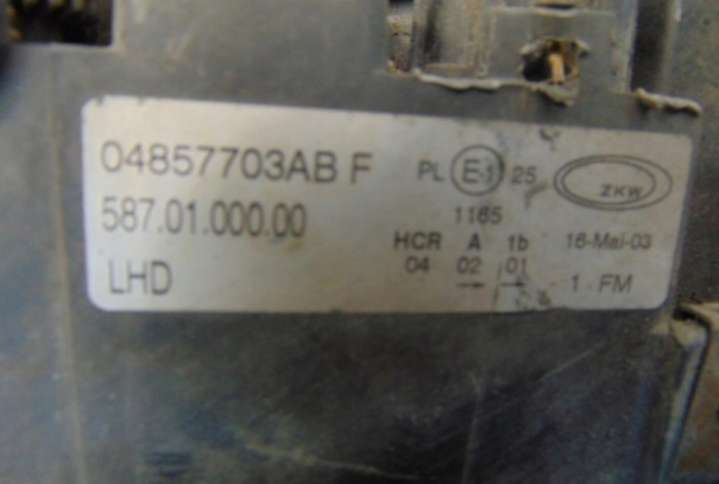 04857703AB F
587.01.000.00
LHD
PL E1 25
ZKW
1165
HCR A 1b
04 02 01
→ →
16-Mai-03
1 FM